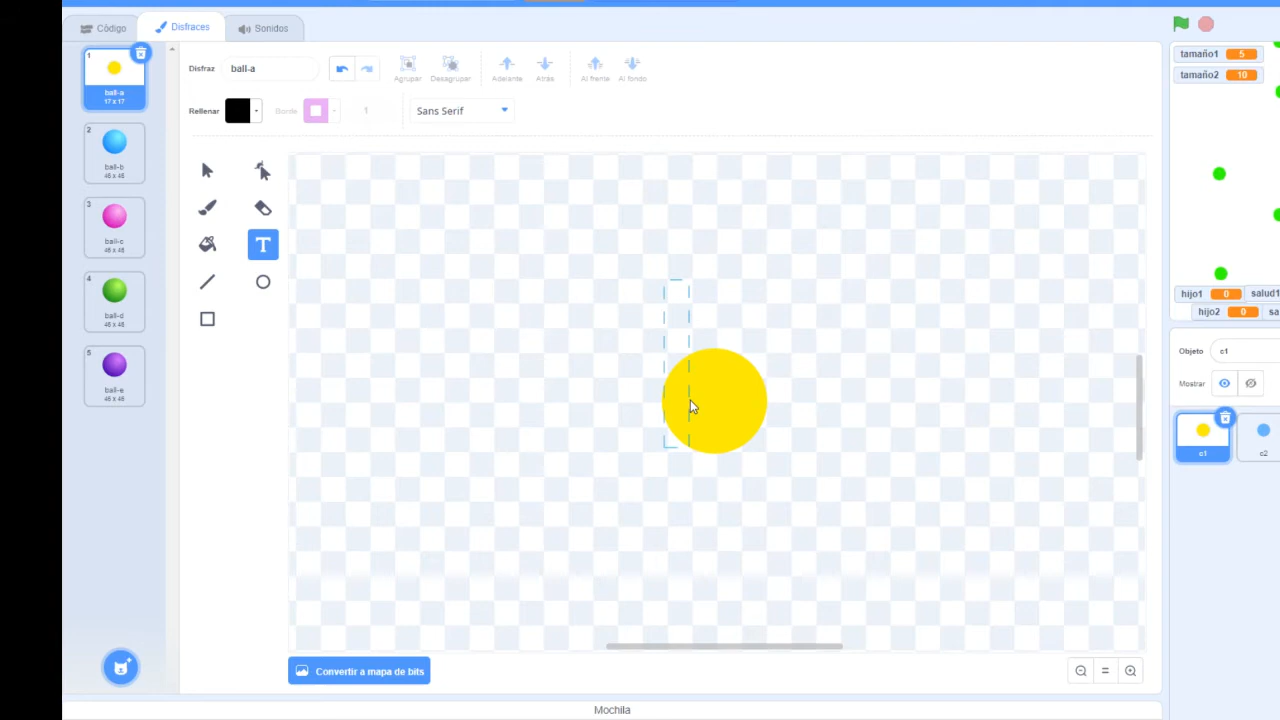 Código
Disfraces
Sonidos
1
ball-a
17 x 17
2
ball-b
46 x 46
3
ball-c
46 x 46
4
ball-d
46 x 46
5
ball-e
46 x 46
Disfraz
ball-a
Agrupar
Desagrupar
Adelante
Atrás
Al frente
Al fondo
Rellenar
Borde
1
Sans Serif
T
Convertir a mapa de bits
Mochila
tamaño1 5
tamaño2 10
hijo1 0
salud1
hijo2 0
sa
Objeto
c1
Mostrar
c1
c2